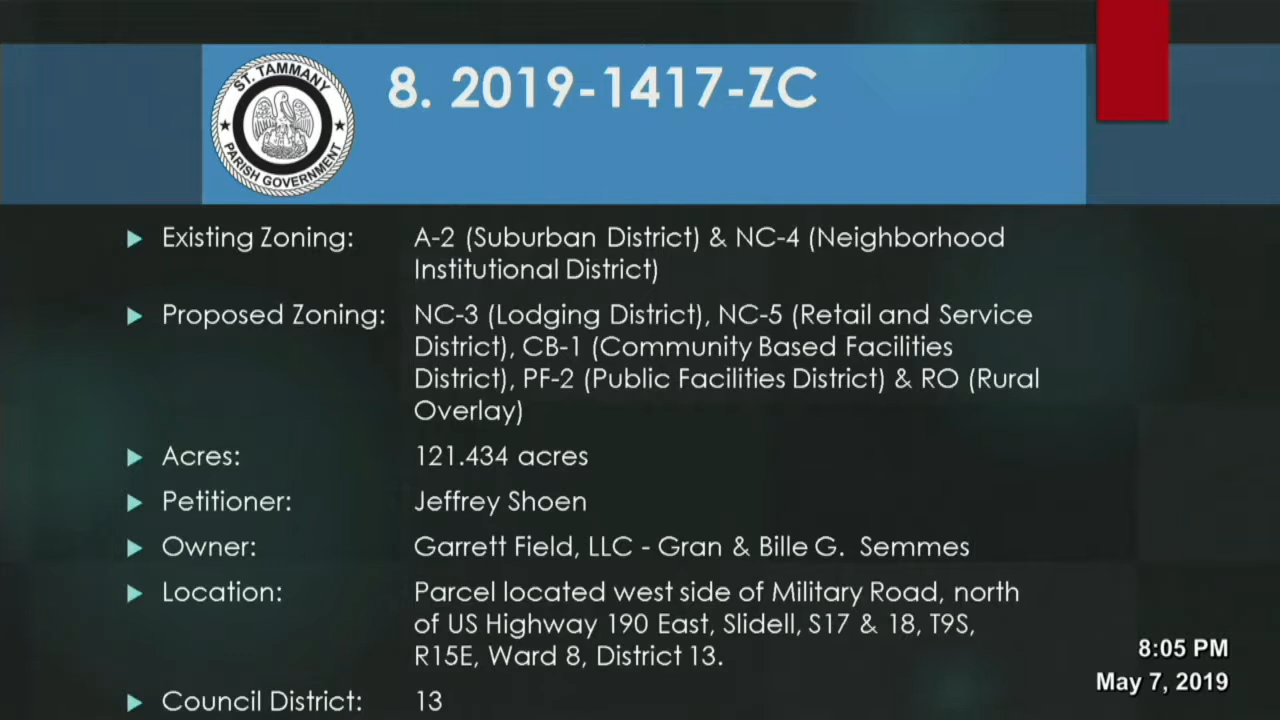 8. 2019-1417-ZC
ST. TAMMANY
PARISH GOVERNMENT
Existing Zoning: A-2 (Suburban District) & NC-4 (Neighborhood
Institutional District)
Proposed Zoning: NC-3 (Lodging District), NC-5 (Retail and Service
District), CB-1 (Community Based Facilities
District), PF-2 (Public Facilities District) & RO (Rural
Overlay)
Acres: 121.434 acres
Petitioner: Jeffrey Shoen
Owner: Garrett Field, LLC - Gran & Bille G. Semmes
Location: Parcel located west side of Military Road, north
of US Highway 190 East, Slidell, S17 & 18, T9S,
R15E, Ward 8, District 13.
Council District: 13
8:05 PM
May 7, 2019